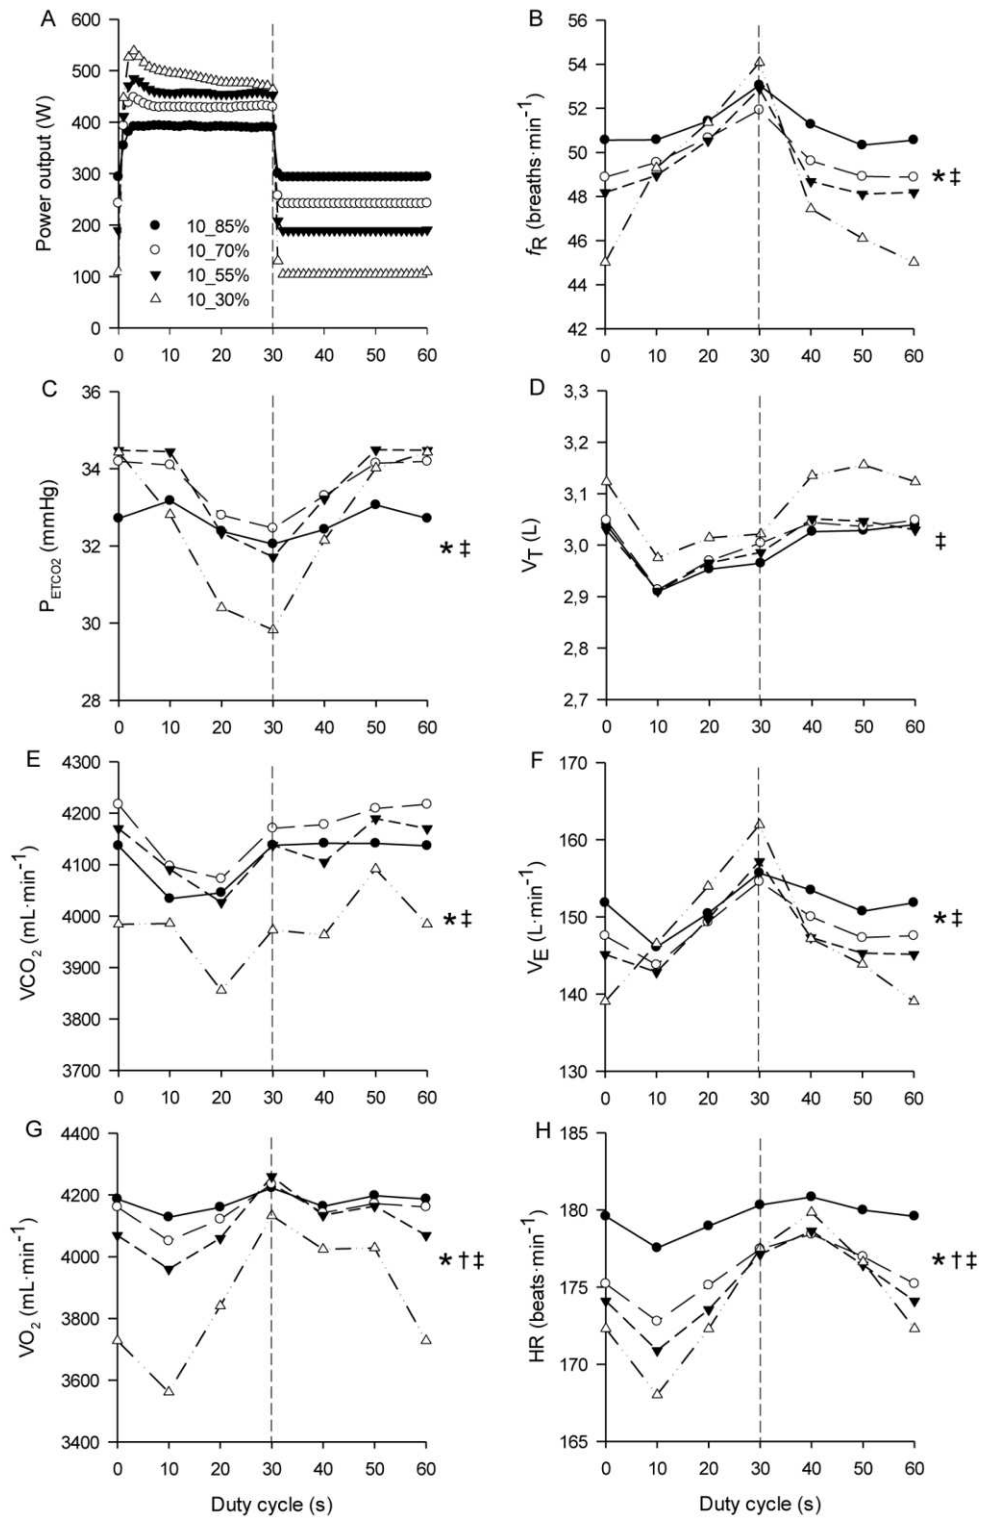 A
Power output (W)
600
500
400
300
200
100
0
10_85%
10_70%
10_55%
10_30%
0 10 20 30 40 50 60
B
fR (breaths·min⁻¹)
56
54
52
50
48
46
44
42
*‡
0 10 20 30 40 50 60
C
PETCO2 (mmHg)
36
34
32
30
28
*‡
0 10 20 30 40 50 60
D
VT (L)
3,3
3,2
3,1
3,0
2,9
2,8
2,7
‡
0 10 20 30 40 50 60
E
VCO₂ (mL·min⁻¹)
4300
4200
4100
4000
3900
3800
3700
*‡
0 10 20 30 40 50 60
F
VE (L·min⁻¹)
170
160
150
140
130
*‡
0 10 20 30 40 50 60
G
VO₂ (mL·min⁻¹)
4400
4200
4000
3800
3600
3400
*†‡
0 10 20 30 40 50 60
Duty cycle (s)
H
HR (beats·min⁻¹)
185
180
175
170
165
*†‡
0 10 20 30 40 50 60
Duty cycle (s)